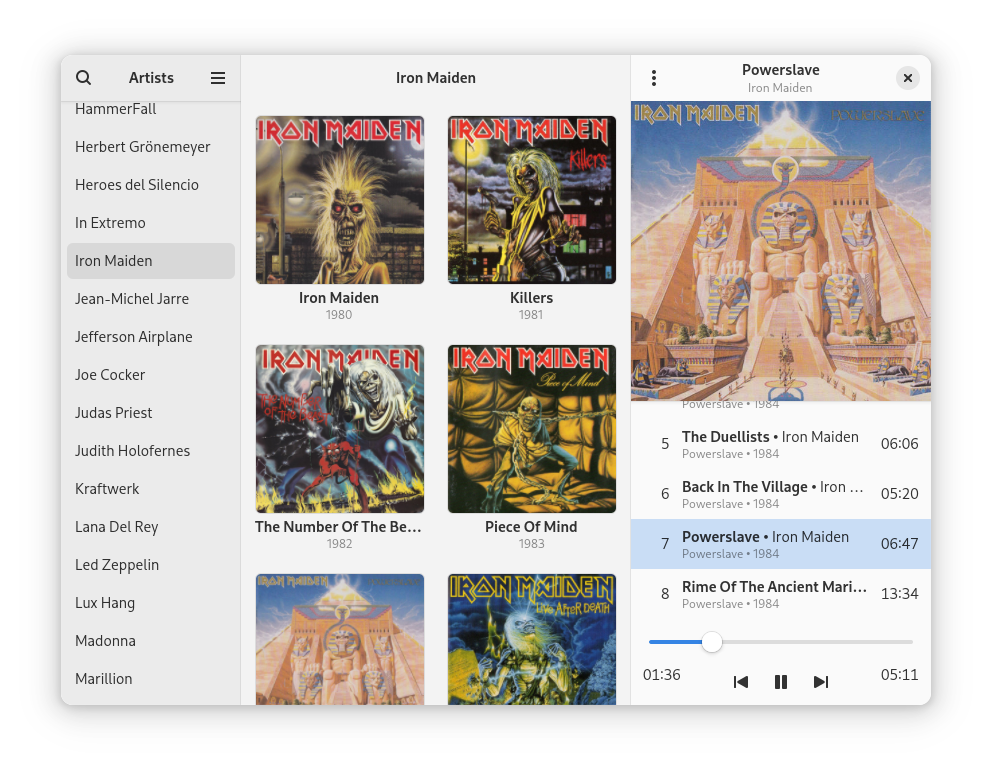 Artists
HammerFall
Herbert Grönemeyer
Heroes del Silencio
In Extremo
Iron Maiden
Jean-Michel Jarre
Jefferson Airplane
Joe Cocker
Judas Priest
Judith Holofernes
Kraftwerk
Lana Del Rey
Led Zeppelin
Lux Hang
Madonna
Marillion
Iron Maiden
IRON MAIDEN
Iron Maiden
1980
IRON MAIDEN
Killers
Killers
1981
IRON MAIDEN
THE NUMBER
OF THE BEAST
The Number Of The Be…
1982
IRON MAIDEN
Piece of Mind
Piece Of Mind
1983
IRON MAIDEN
POWERSLAVE
IRON MAIDEN
LIVE AFTER DEATH
Powerslave
Iron Maiden
IRON MAIDEN
POWERSLAVE
Powerslave • 1984
5 The Duellists • Iron Maiden 06:06
Powerslave • 1984
6 Back In The Village • Iron … 05:20
Powerslave • 1984
7 Powerslave • Iron Maiden 06:47
Powerslave • 1984
8 Rime Of The Ancient Mari… 13:34
Powerslave • 1984
01:36 05:11